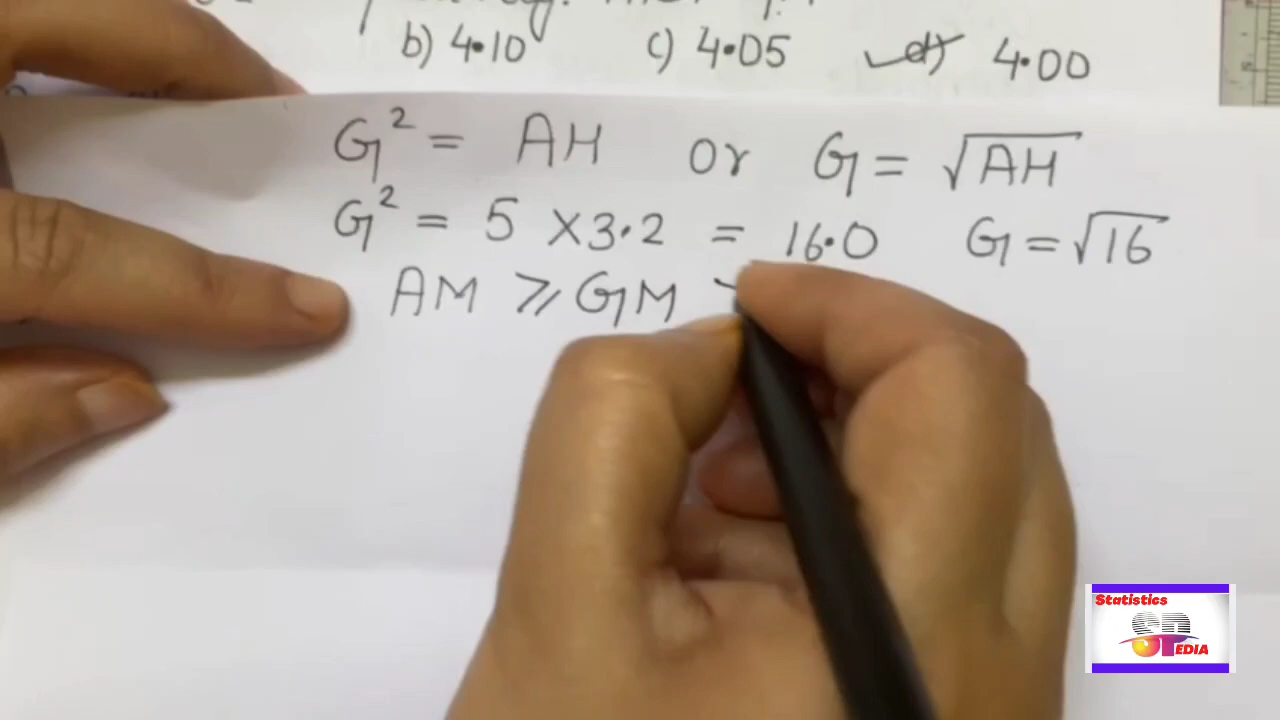 b) 4.10 c) 4.05 ✓d) 4.00
G² = AH or G = √AH
G² = 5 × 3.2 = 16.0 G = √16
AM ≥ GM
Statistics
EDIA